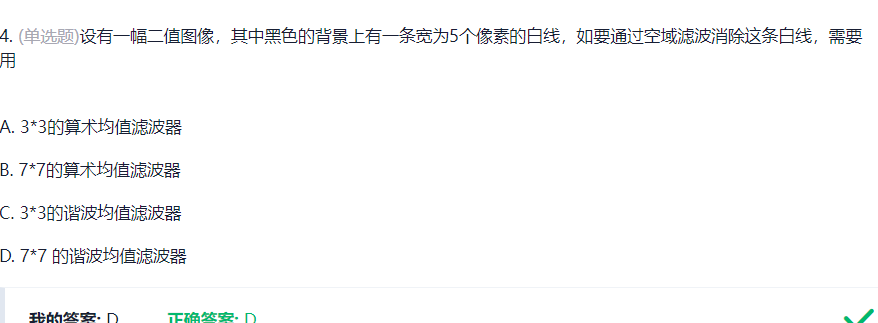 4. (单选题)设有一幅二值图像，其中黑色的背景上有一条宽为5个像素的白线，如要通过空域滤波消除这条白线，需要
用
A. 3*3的算术均值滤波器
B. 7*7的算术均值滤波器
C. 3*3的谐波均值滤波器
D. 7*7 的谐波均值滤波器
我的答案: D 正确答案: D